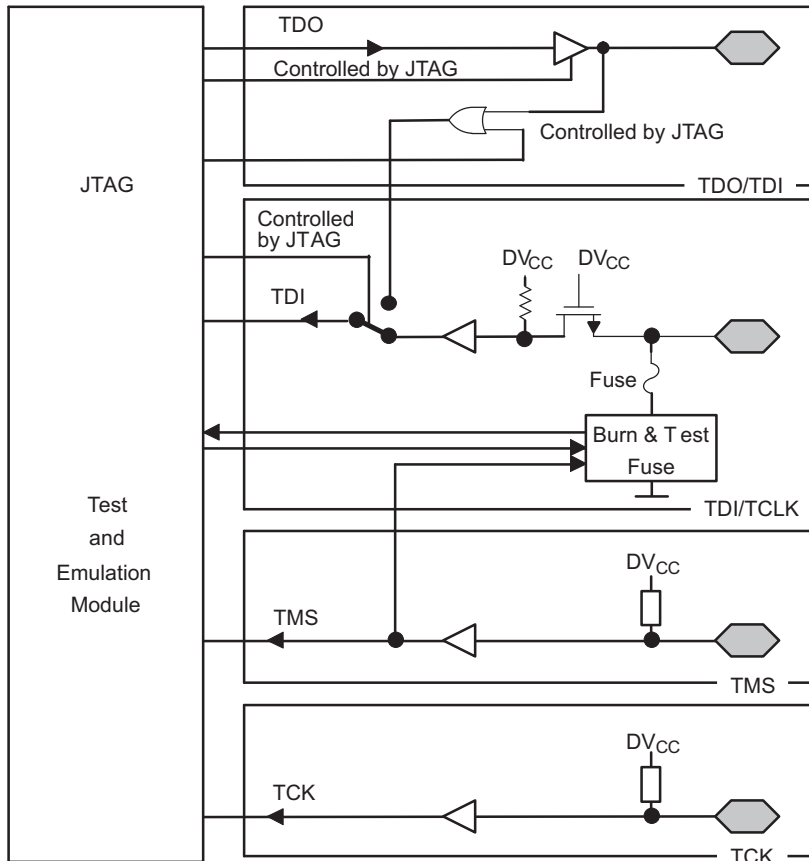 TDO
Controlled by JTAG
Controlled by JTAG
JTAG
TDO/TDI
Controlled
by JTAG
DVCC
DVCC
TDI
Fuse
Burn & Test
Fuse
TDI/TCLK
Test
and
Emulation
Module
DVCC
TMS
TMS
DVCC
TCK
TCK